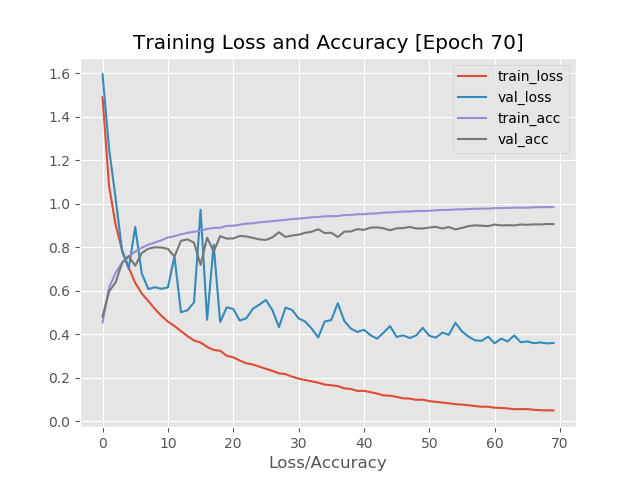 Training Loss and Accuracy [Epoch 70]
train_loss
val_loss
train_acc
val_acc
1.6
1.4
1.2
1.0
0.8
0.6
0.4
0.2
0.0
0 10 20 30 40 50 60 70
Loss/Accuracy